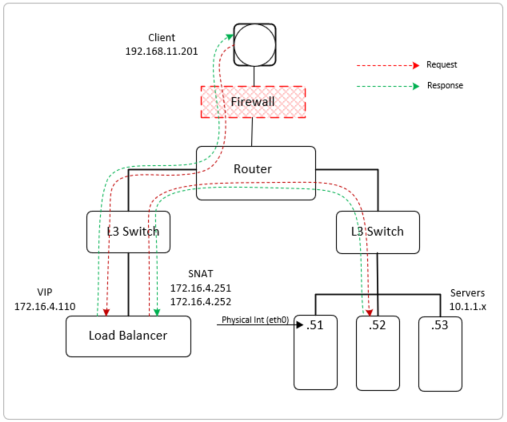 Client
192.168.11.201
Request
Response
Firewall
Router
L3 Switch
L3 Switch
VIP
172.16.4.110
SNAT
172.16.4.251
172.16.4.252
Servers
10.1.1.x
Load Balancer
Physical Int (eth0)
.51
.52
.53